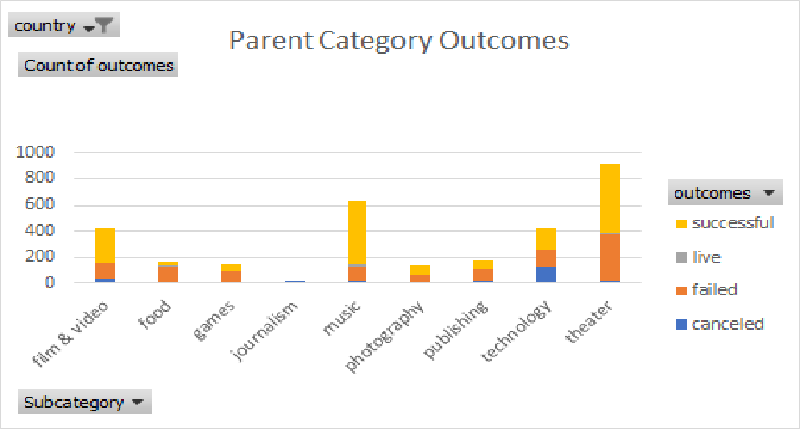 country
Parent Category Outcomes
Count of outcomes
1000
800
600
400
200
0
film & video
food
games
journalism
music
photography
publishing
technology
theater
outcomes
successful
live
failed
canceled
Subcategory